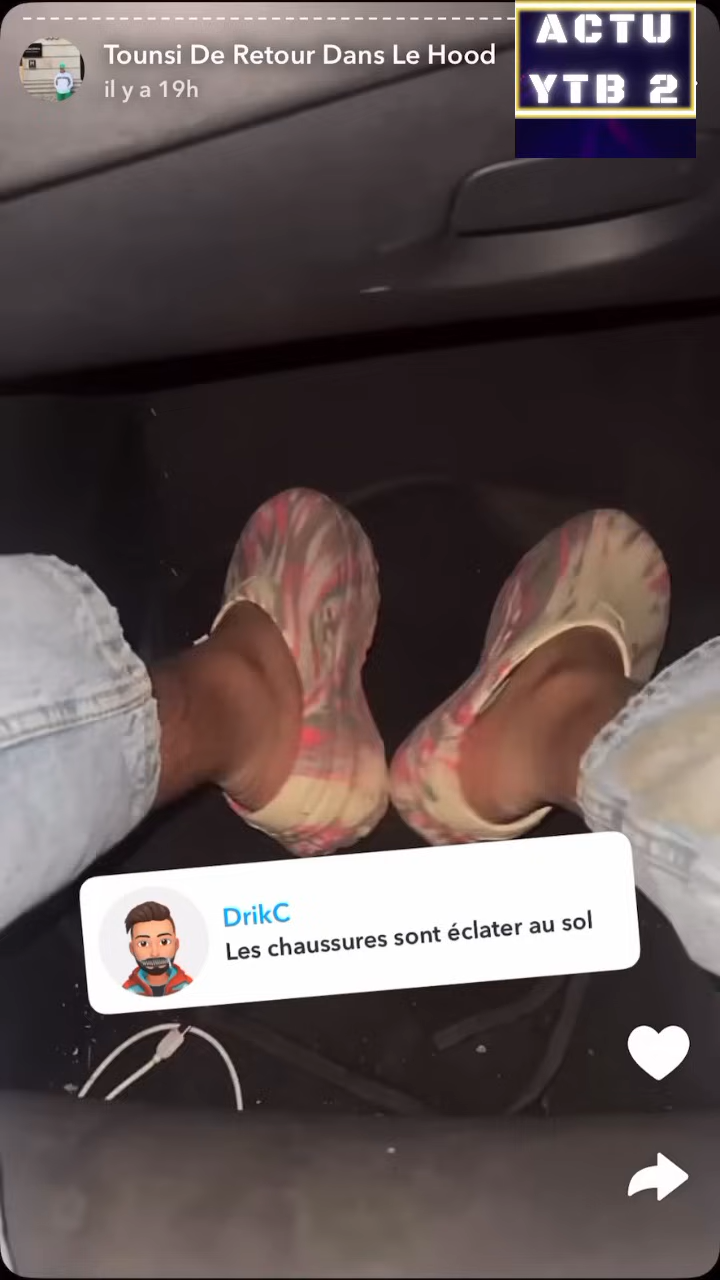 Tounsi De Retour Dans Le Hood
il y a 19h
ACTU
YTB 2
DrikC
Les chaussures sont éclater au sol